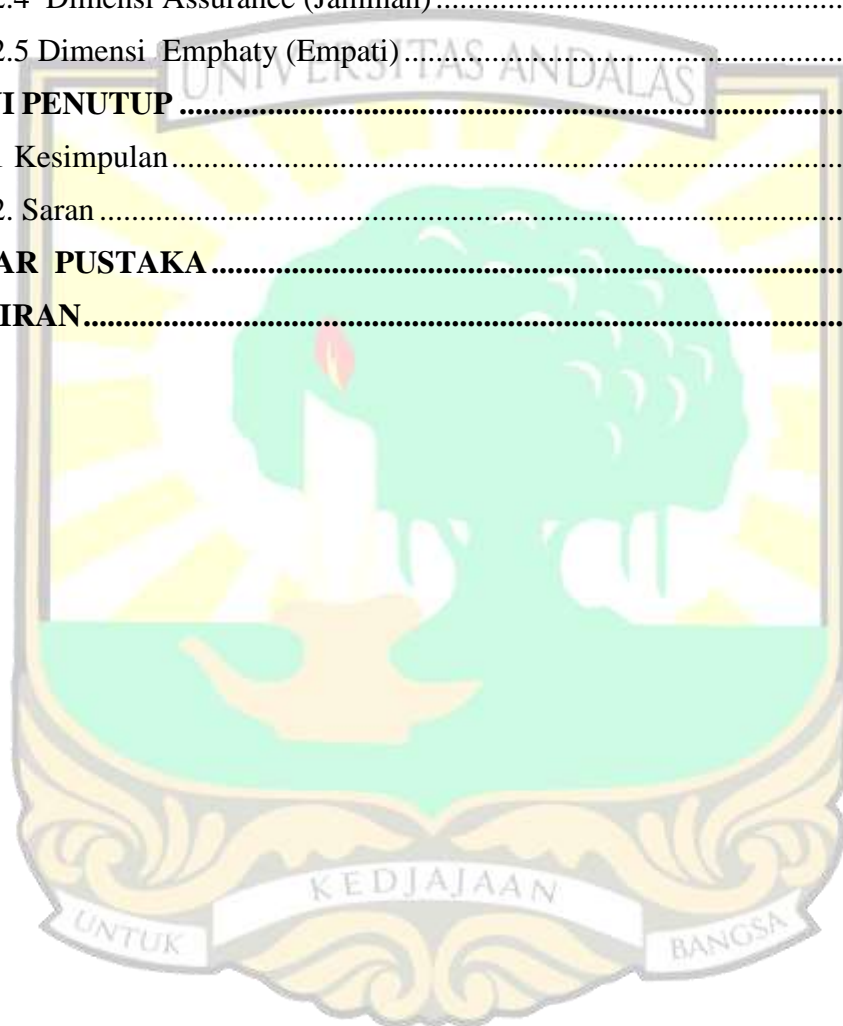 2.4 Dimensi Assurance (Jaminan)........................................................
2.5 Dimensi Emphaty (Empati)........................................................
UNIVERSITAS ANDALAS
I PENUTUP ........................................................
Kesimpulan........................................................
2. Saran ........................................................
AR PUSTAKA ........................................................
IRAN........................................................
KEDJAJAAN
UNTUK
BANGSA